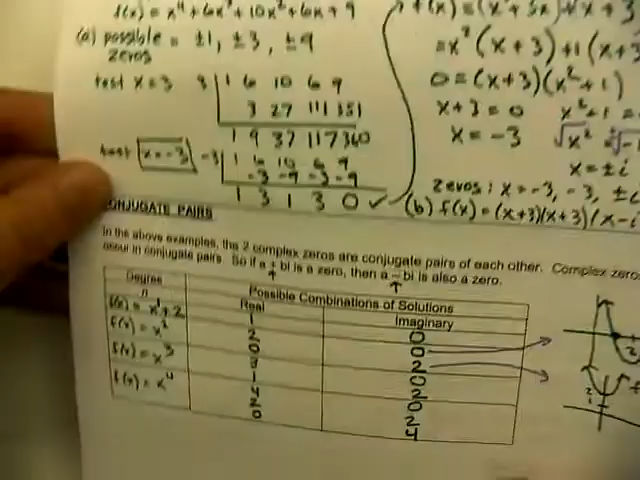 f(x) = x⁴ + 6x³ + 10x² + 6x + 9
(a) possible = ±1, ±3, ±9
zeros
test x = 3 3 | 1 6 10 6 9
3 27 111 351
1 9 37 117 360
test x = -3 -3 | 1 6 10 6 9
-3 -9 -3 -9
1 3 1 3 0 ✓
= x²(x + 3) + 1(x + 3
0 = (x+3)(x² + 1)
x + 3 = 0 x² + 1 =
x = -3 √x² = √-1
x = ± i
zeros: x = -3, -3, ± i
(b) f(x) = (x+3)(x+3)(x - i
CONJUGATE PAIRS
In the above examples, the 2 complex zeros are conjugate pairs of each other. Complex zero
occur in conjugate pairs. So if a + bi is a zero, then a - bi is also a zero.
Degree Possible Combinations of Solutions
n Real Imaginary
f(x) = x¹ + 2 1 0
f(x) = x² 2 0
0 2
f(x) = x³ 3 0
1 2
f(x) = x⁴ 4 0
2 2
0 4